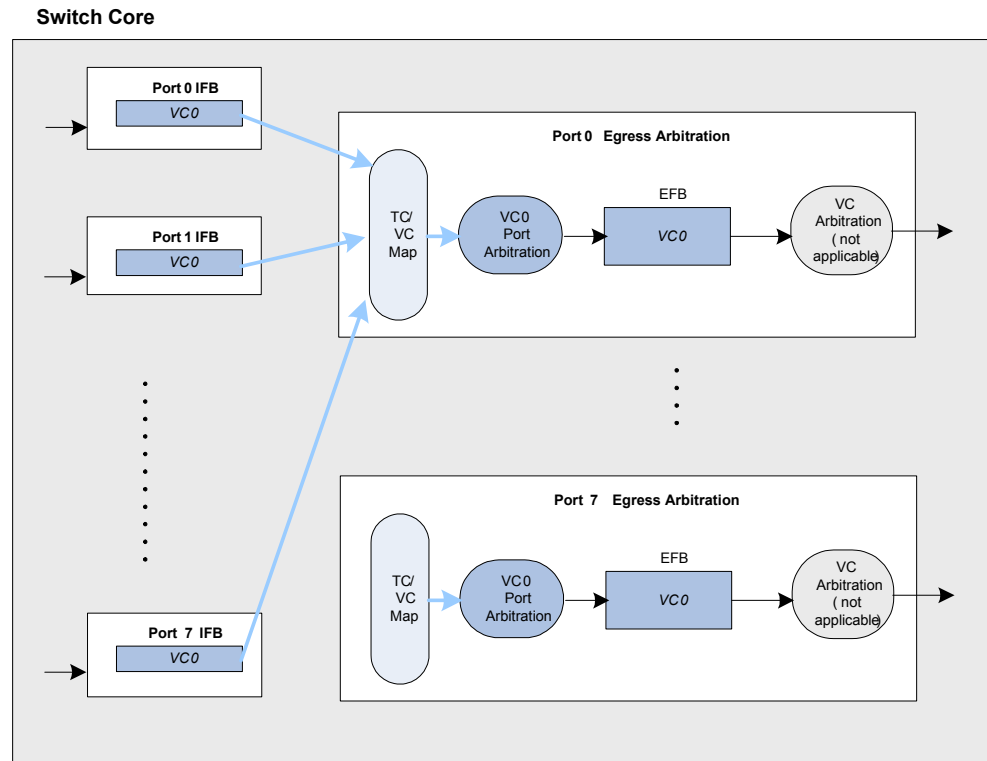 Switch Core
Port 0 IFB
VC0
Port 1 IFB
VC0
Port 7 IFB
VC0
Port 0 Egress Arbitration
TC/
VC
Map
VC0
Port
Arbitration
EFB
VC0
VC
Arbitration
( not
applicable)
Port 7 Egress Arbitration
TC/
VC
Map
VC0
Port
Arbitration
EFB
VC0
VC
Arbitration
( not
applicable)